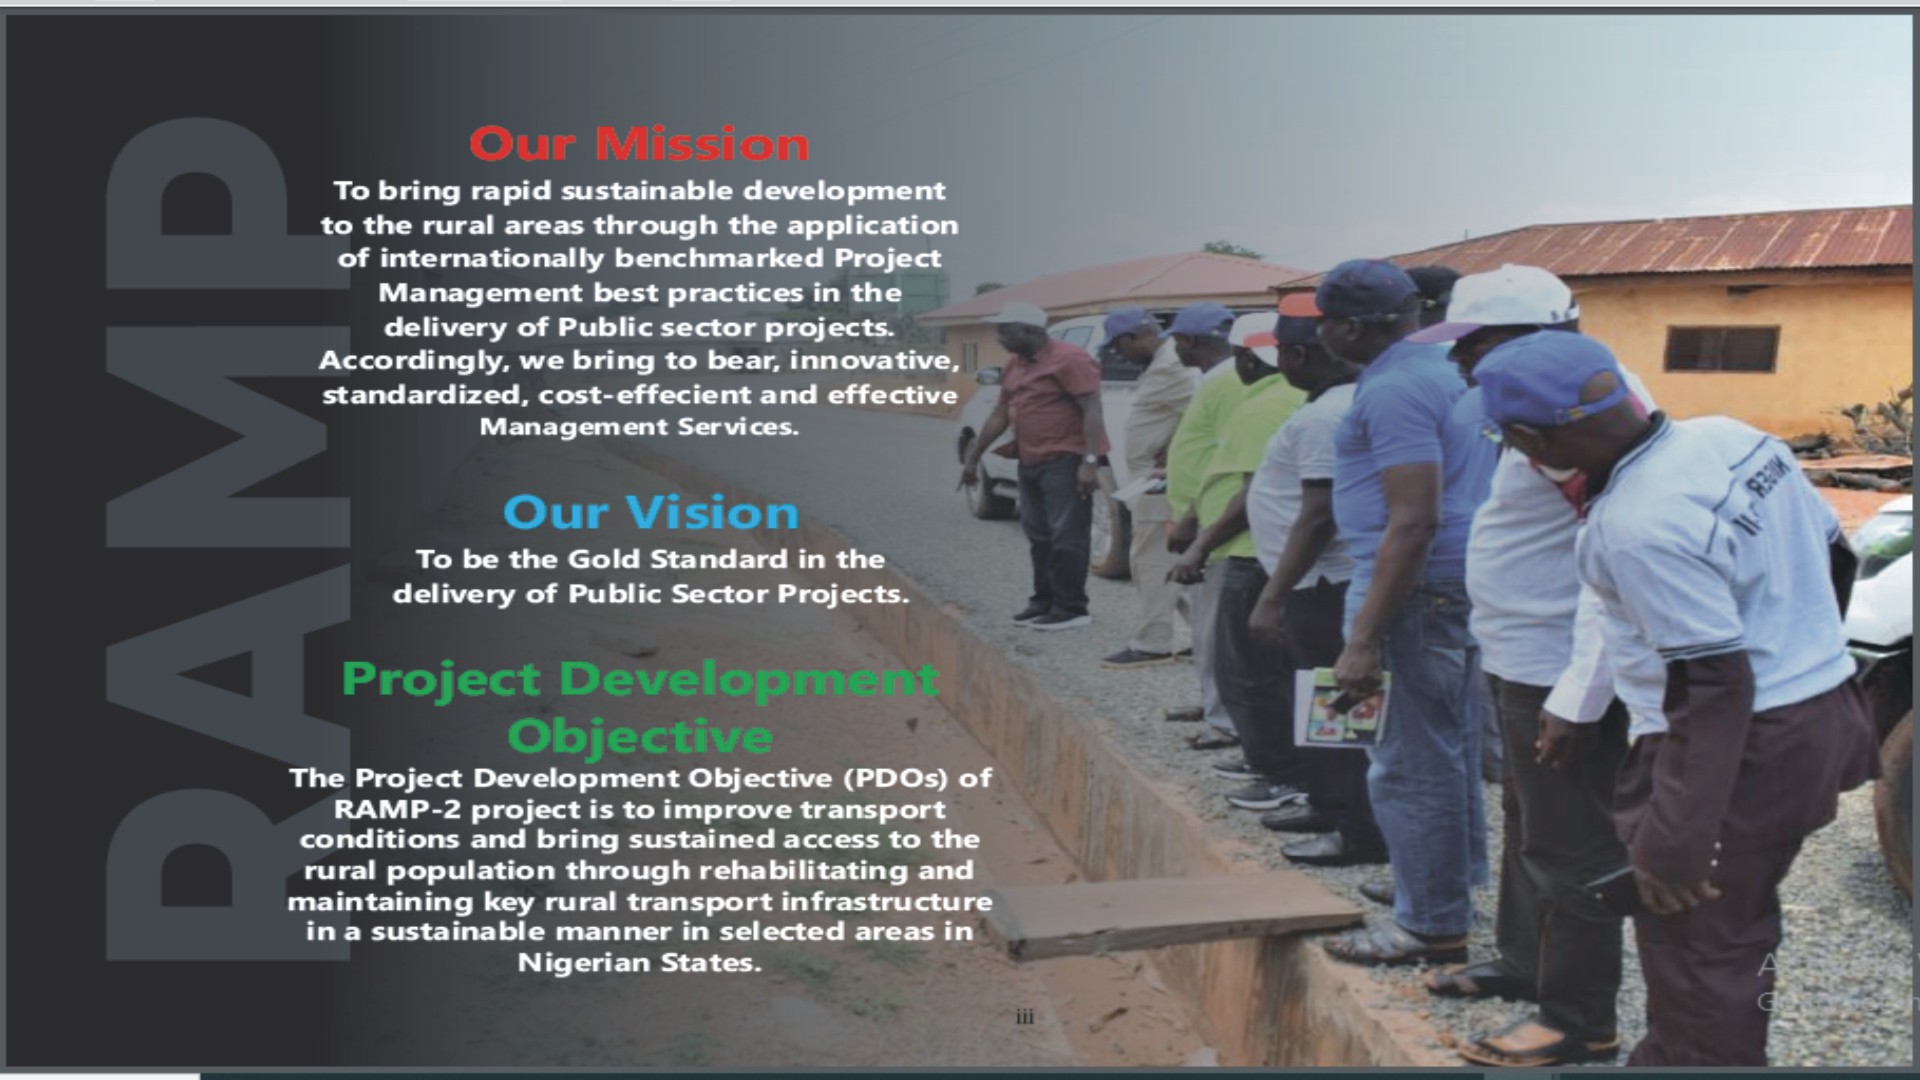 RAMP
Our Mission
To bring rapid sustainable development
to the rural areas through the application
of internationally benchmarked Project
Management best practices in the
delivery of Public sector projects.
Accordingly, we bring to bear, innovative,
standardized, cost-effecient and effective
Management Services.
Our Vision
To be the Gold Standard in the
delivery of Public Sector Projects.
Project Development
Objective
The Project Development Objective (PDOs) of
RAMP-2 project is to improve transport
conditions and bring sustained access to the
rural population through rehabilitating and
maintaining key rural transport infrastructure
in a sustainable manner in selected areas in
Nigerian States.
iii
NIGER